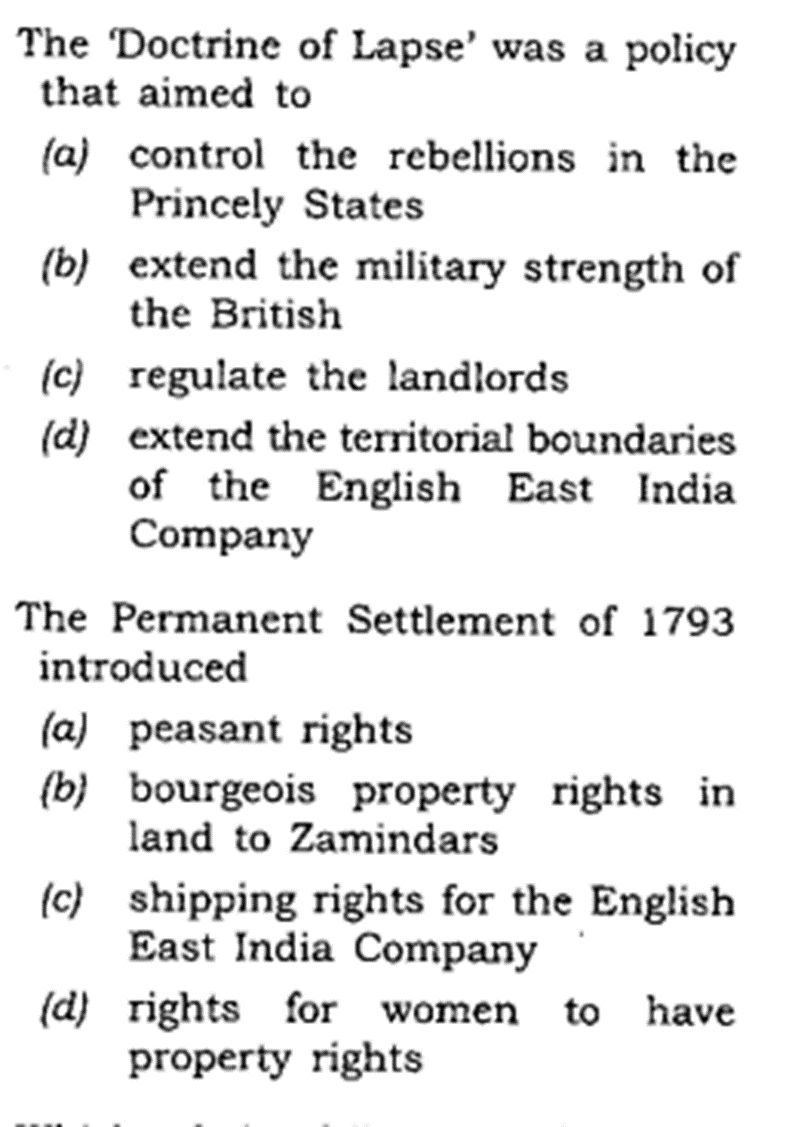 The 'Doctrine of Lapse' was a policy
that aimed to
(a) control the rebellions in the
Princely States
(b) extend the military strength of
the British
(c) regulate the landlords
(d) extend the territorial boundaries
of the English East India
Company
The Permanent Settlement of 1793
introduced
(a) peasant rights
(b) bourgeois property rights in
land to Zamindars
(c) shipping rights for the English
East India Company
(d) rights for women to have
property rights